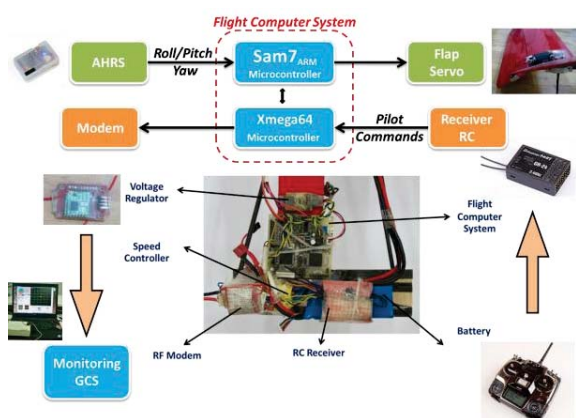 Flight Computer System
AHRS
Roll/Pitch
Yaw
Sam7ARM
Microcontroller
Flap
Servo
Modem
Xmega64
Microcontroller
Pilot
Commands
Receiver
RC
Voltage
Regulator
Flight
Computer
System
Speed
Controller
Battery
RF Modem
RC Receiver
Monitoring
GCS